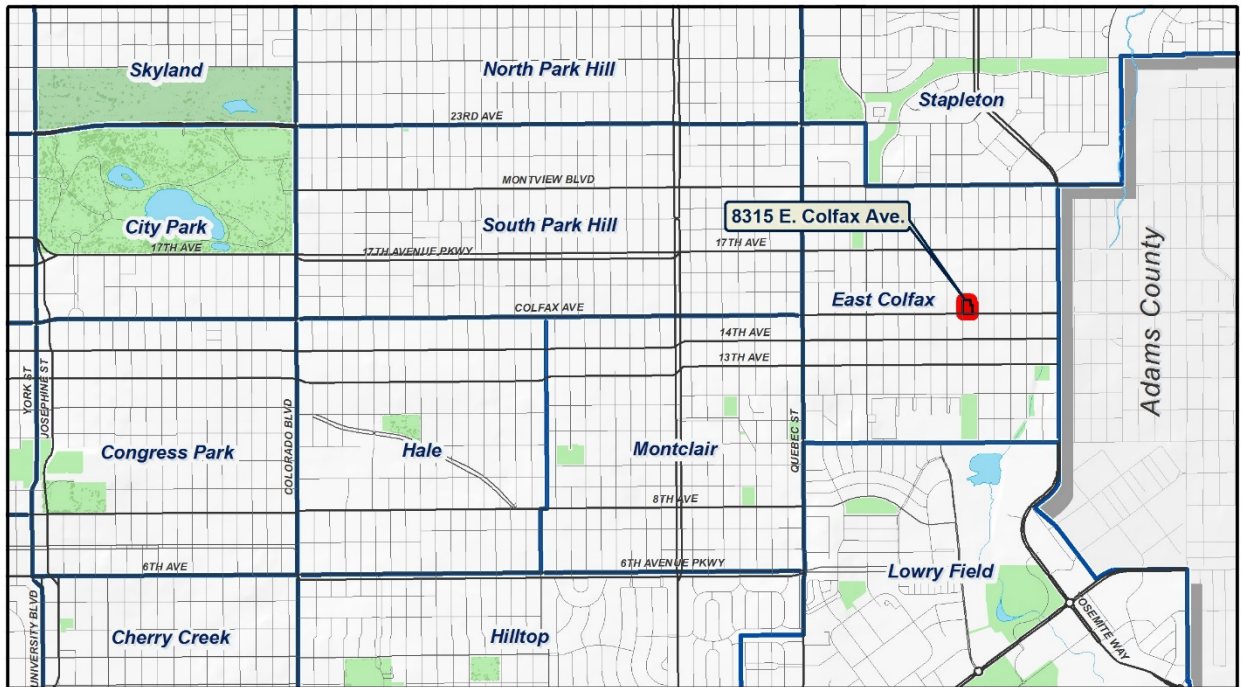 Skyland
North Park Hill
Stapleton
23RD AVE
MONTVIEW BLVD
8315 E. Colfax Ave.
City Park
South Park Hill
17TH AVE
17TH AVENUE PKWY
17TH AVE
East Colfax
COLFAX AVE
14TH AVE
13TH AVE
Adams County
YORK ST
JOSEPHINE ST
COLORADO BLVD
QUEBEC ST
Congress Park
Hale
Montclair
8TH AVE
6TH AVE
6TH AVENUE PKWY
Lowry Field
UNIVERSITY BLVD
Cherry Creek
Hilltop
YOSEMITE WAY